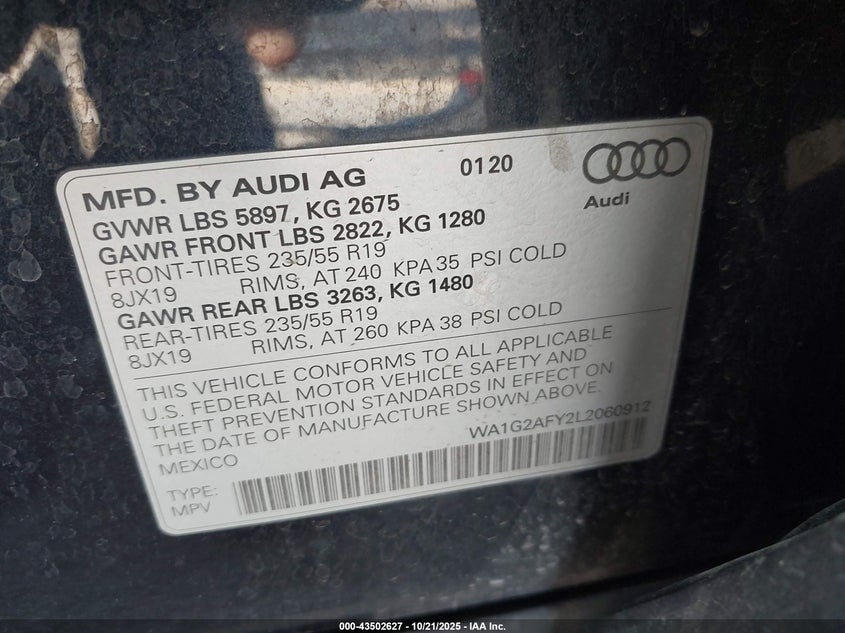 MFD. BY AUDI AG 0120
Audi
GVWR LBS 5897, KG 2675
GAWR FRONT LBS 2822, KG 1280
FRONT-TIRES 235/55 R19
8JX19 RIMS, AT 240 KPA 35 PSI COLD
GAWR REAR LBS 3263, KG 1480
REAR-TIRES 235/55 R19
8JX19 RIMS, AT 260 KPA 38 PSI COLD
THIS VEHICLE CONFORMS TO ALL APPLICABLE
U.S. FEDERAL MOTOR VEHICLE SAFETY AND
THEFT PREVENTION STANDARDS IN EFFECT ON
THE DATE OF MANUFACTURE SHOWN ABOVE.
MEXICO WA1G2AFY2L2060912
TYPE:
MPV
000-43502627 - 10/21/2025 - IAA Inc.